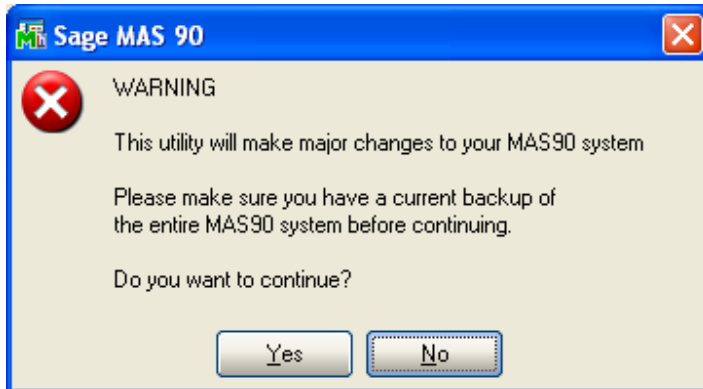 Sage MAS 90
WARNING
This utility will make major changes to your MAS90 system
Please make sure you have a current backup of
the entire MAS90 system before continuing.
Do you want to continue?
Yes
No